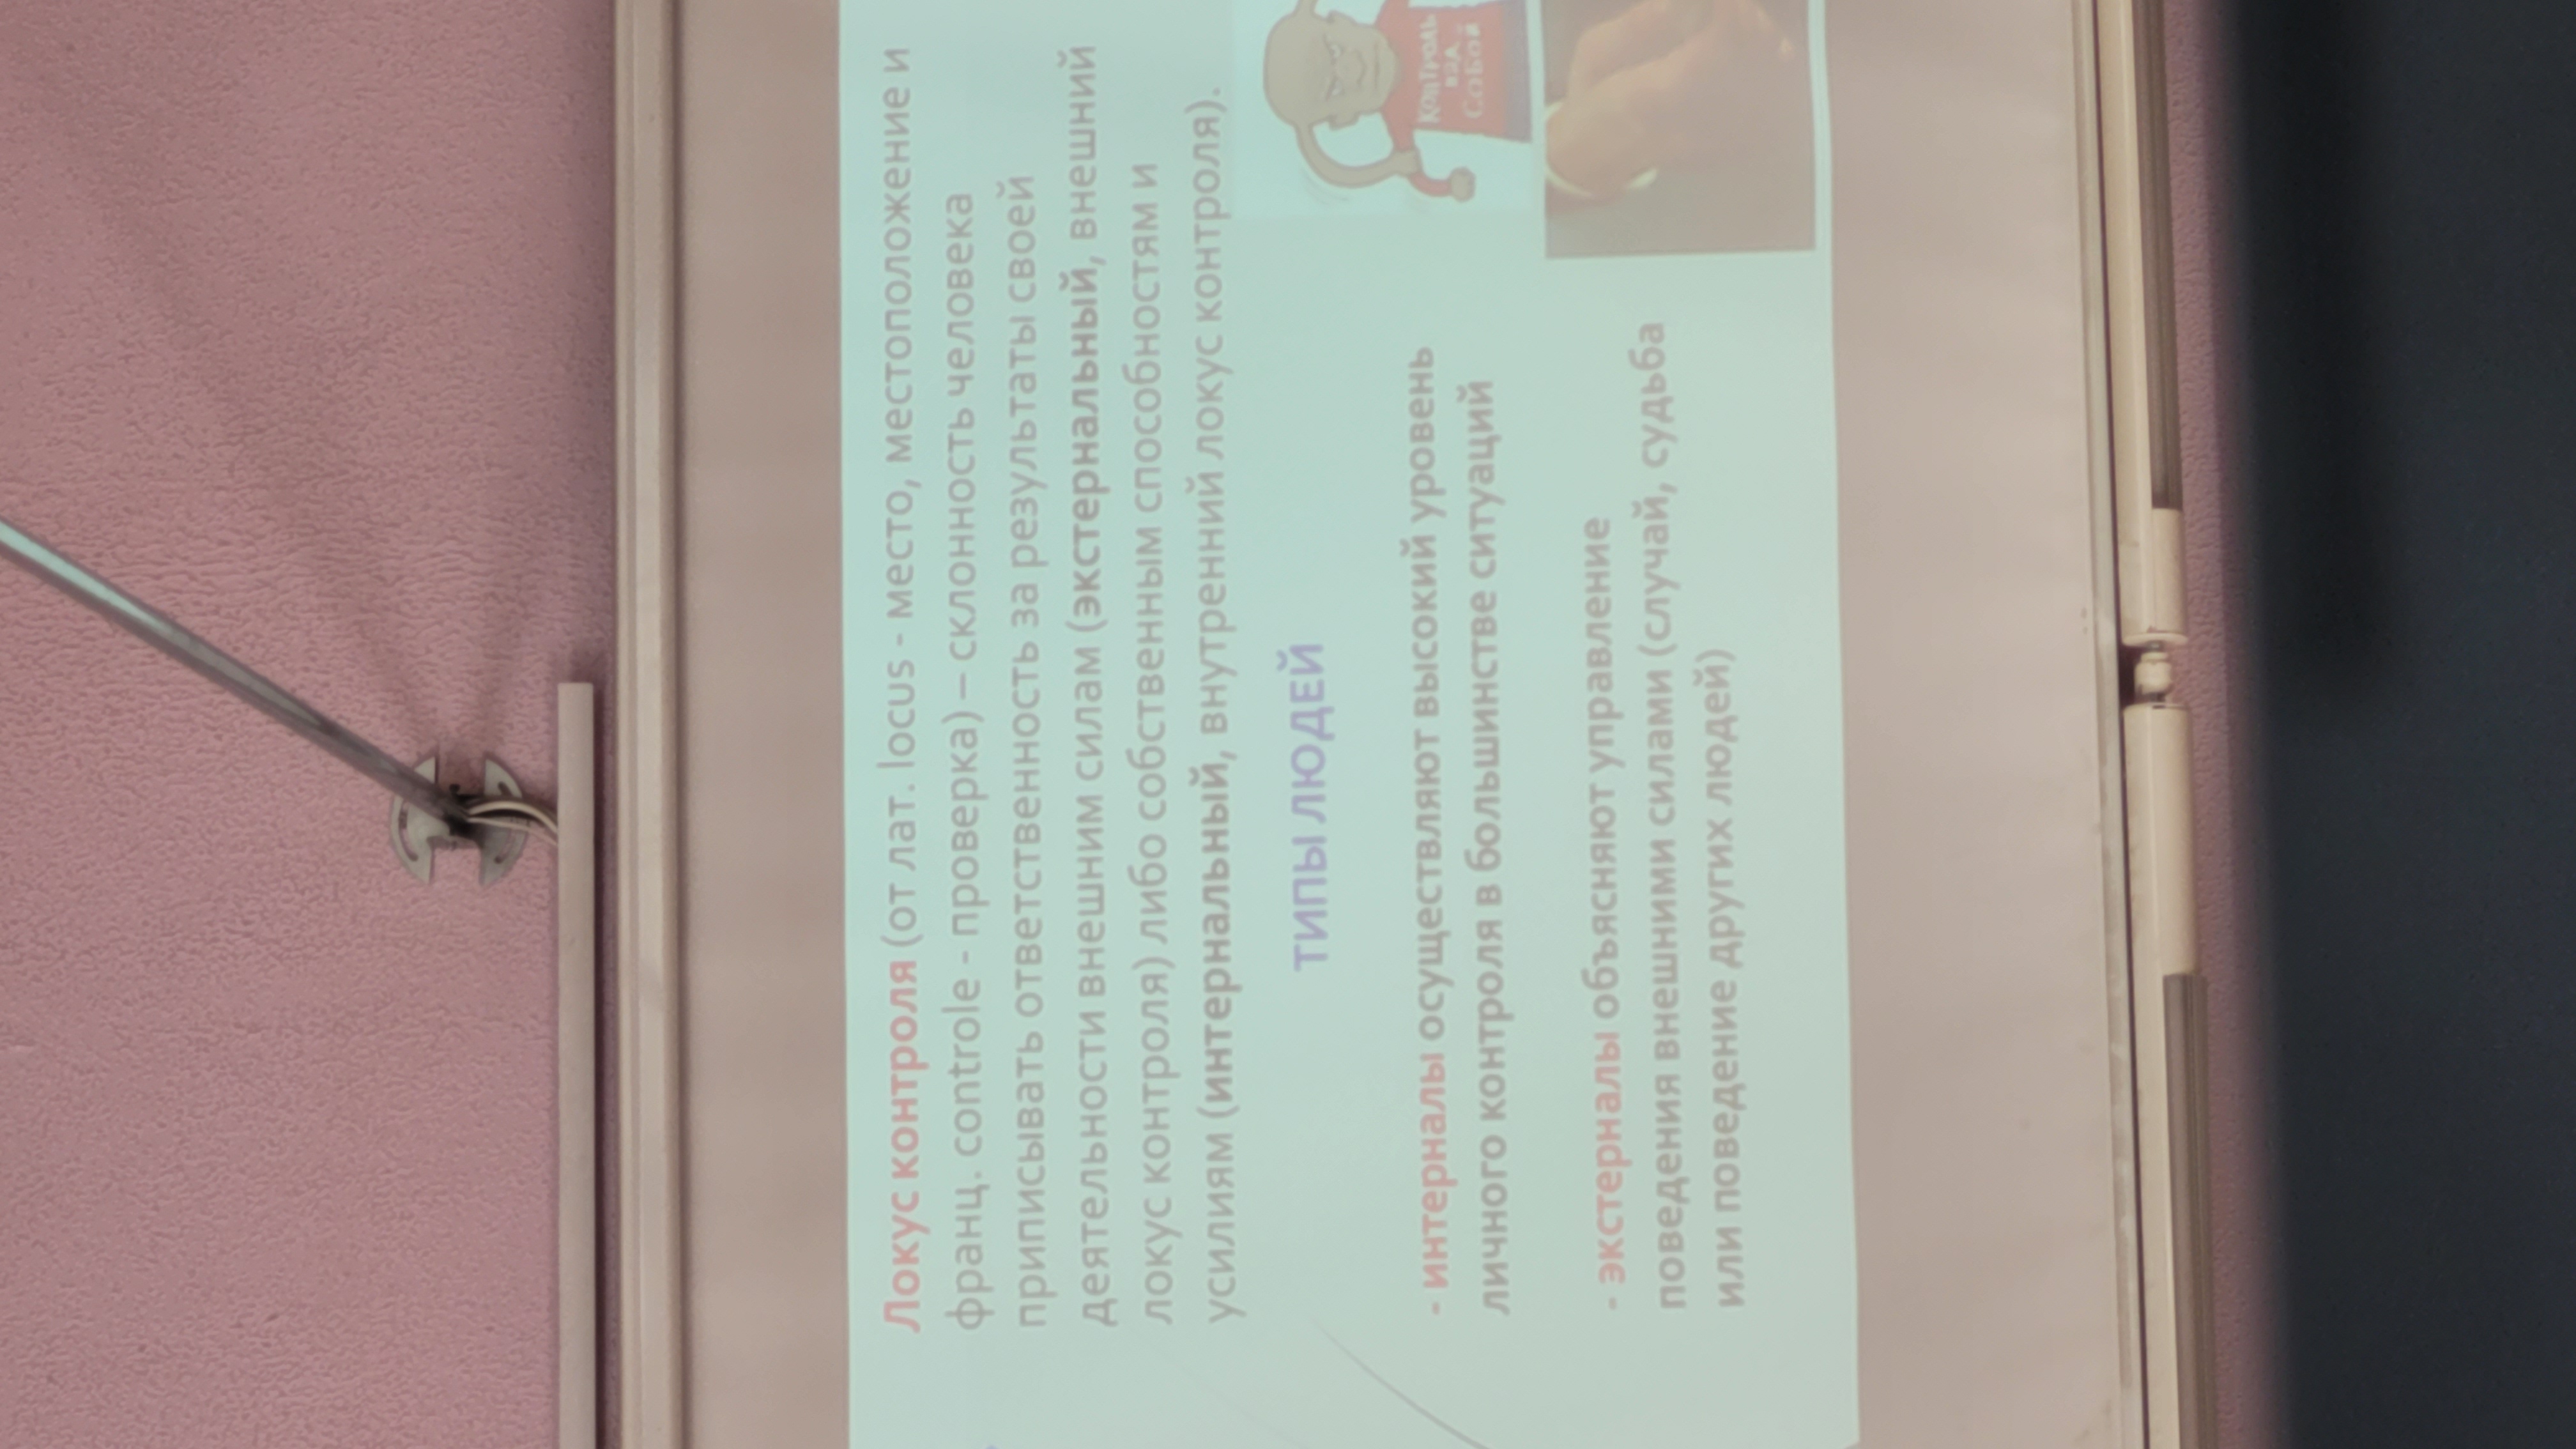 Локус контроля (от лат. locus - место, местоположение и
франц. controle - проверка) – склонность человека
приписывать ответственность за результаты своей
деятельности внешним силам (экстернальный, внешний
локус контроля) либо собственным способностям и
усилиям (интернальный, внутренний локус контроля).
ТИПЫ ЛЮДЕЙ
- интерналы осуществляют высокий уровень
личного контроля в большинстве ситуаций
КОНТРОЛЬ
НАД
СОБОЙ
- экстерналы объясняют управление
поведения внешними силами (случай, судьба
или поведение других людей)